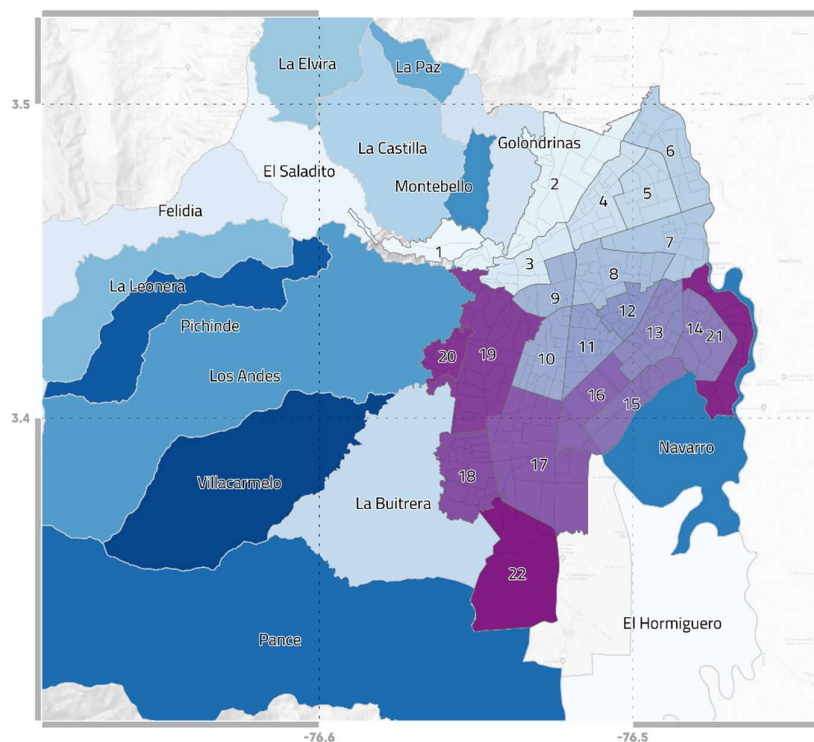 La Elvira
La Paz
3.5
La Castilla
Golondrinas
6
El Saladito
2
Montebello
5
4
Felidia
7
1
3
8
La Leonera
9
12
Pichinde
13
14
21
20
19
10
11
Los Andes
16
15
3.4
Navarro
17
18
Villacarmelo
La Buitrera
22
El Hormiguero
Pance
-76.6
-76.5